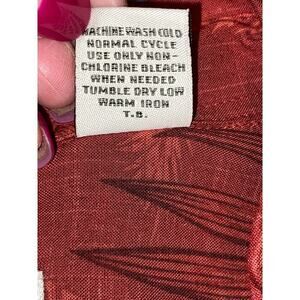 MACHINE WASH COLD
NORMAL CYCLE
USE ONLY NON-
CHLORINE BLEACH
WHEN NEEDED
TUMBLE DRY LOW
WARM IRON
T.B.